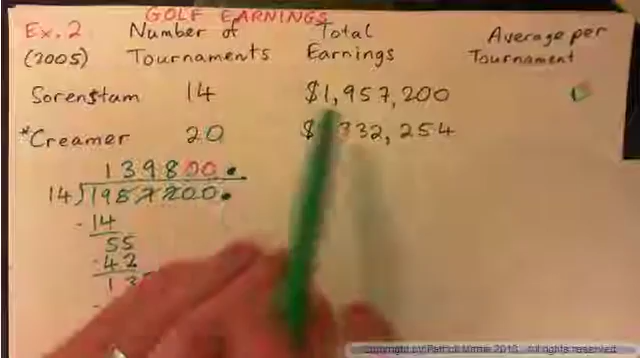 GOLF EARNINGS
Ex. 2 Number of Total Average per
(2005) Tournaments Earnings Tournament
Sorenstam 14 $1,957,200
*Creamer 20 $ 332,254
139800.
14)1957200.
-14
55
-42
13